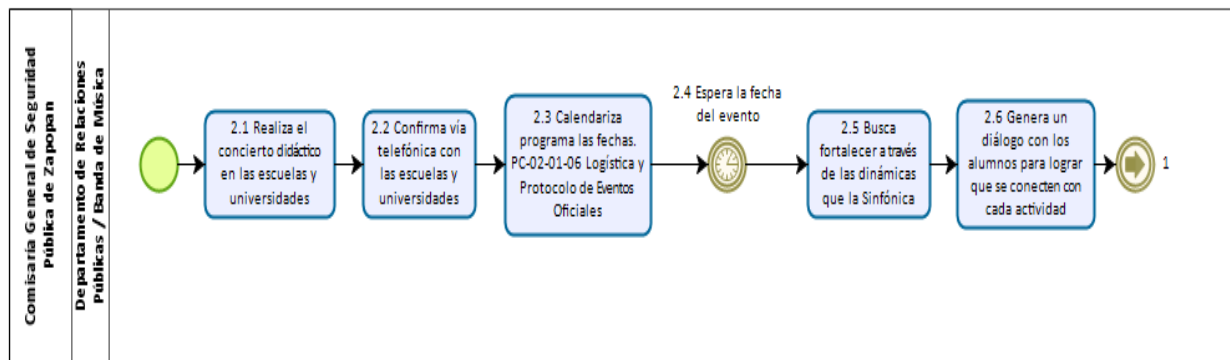 Comisaría General de Seguridad
Pública de Zapopan
Departamento de Relaciones
Públicas / Banda de Música
2.1 Realiza el
concierto didáctico
en las escuelas y
universidades
2.2 Confirma vía
telefónica con
las escuelas y
universidades
2.3 Calendariza
programa las fechas.
PC-02-01-06 Logística y
Protocolo de Eventos
Oficiales
2.4 Espera la fecha
del evento
2.5 Busca
fortalecer a través
de las dinámicas
que la Sinfónica
2.6 Genera un
diálogo con los
alumnos para lograr
que se conecten con
cada actividad
1